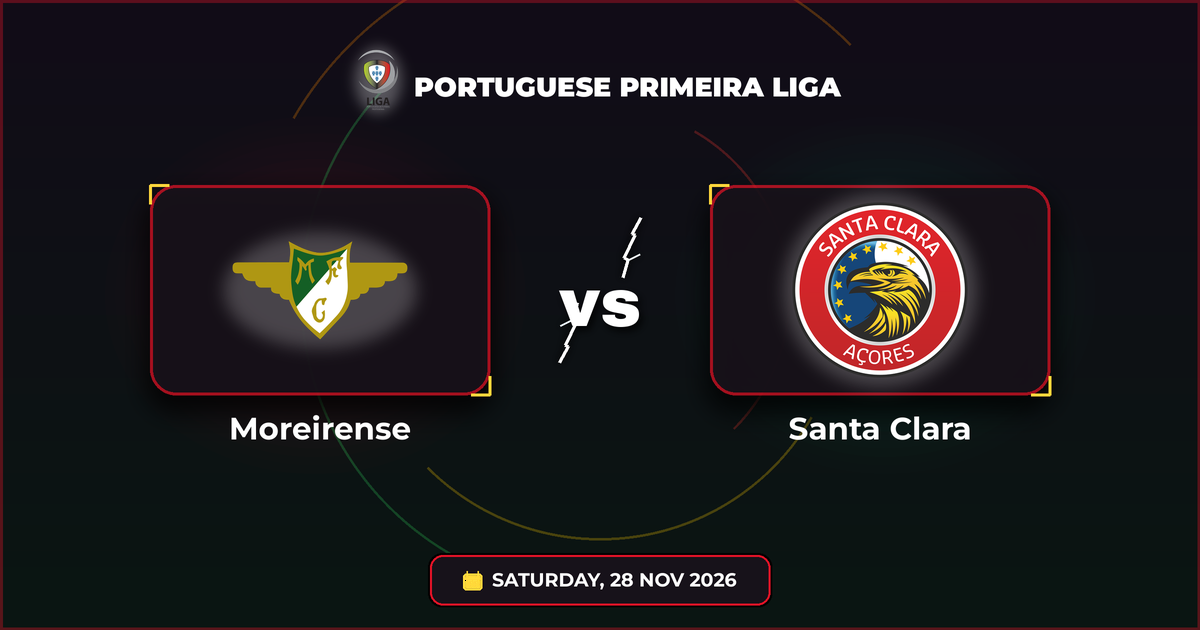 LIGA
PORTUGUESE PRIMEIRA LIGA
M F
C
SANTA CLARA
AÇORES
VS
Moreirense
Santa Clara
SATURDAY, 28 NOV 2026